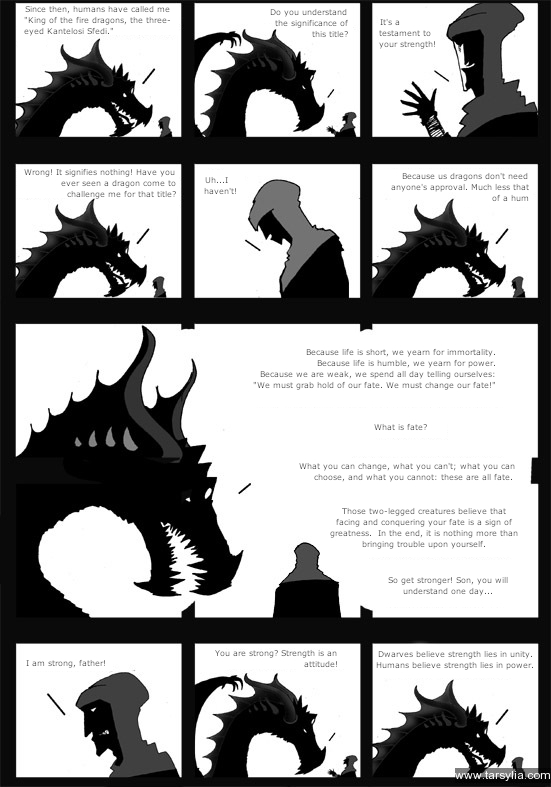 Since then, humans have called me
"King of the fire dragons, the three-
eyed Kantelosi Sfedi."
Do you understand
the significance of
this title?
It's a
testament to
your strength!
Wrong! It signifies nothing! Have you
ever seen a dragon come to
challenge me for that title?
Uh...I
haven't!
Because us dragons don't need
anyone's approval. Much less that
of a hum
Because life is short, we yearn for immortality.
Because life is humble, we yearn for power.
Because we are weak, we spend all day telling ourselves:
"We must grab hold of our fate. We must change our fate!"
What is fate?
What you can change, what you can't; what you can
choose, and what you cannot: these are all fate.
Those two-legged creatures believe that
facing and conquering your fate is a sign of
greatness. In the end, it is nothing more than
bringing trouble upon yourself.
So get stronger! Son, you will
understand one day...
I am strong, father!
You are strong? Strength is an
attitude!
Dwarves believe strength lies in unity.
Humans believe strength lies in power.
www.tarsylia.com